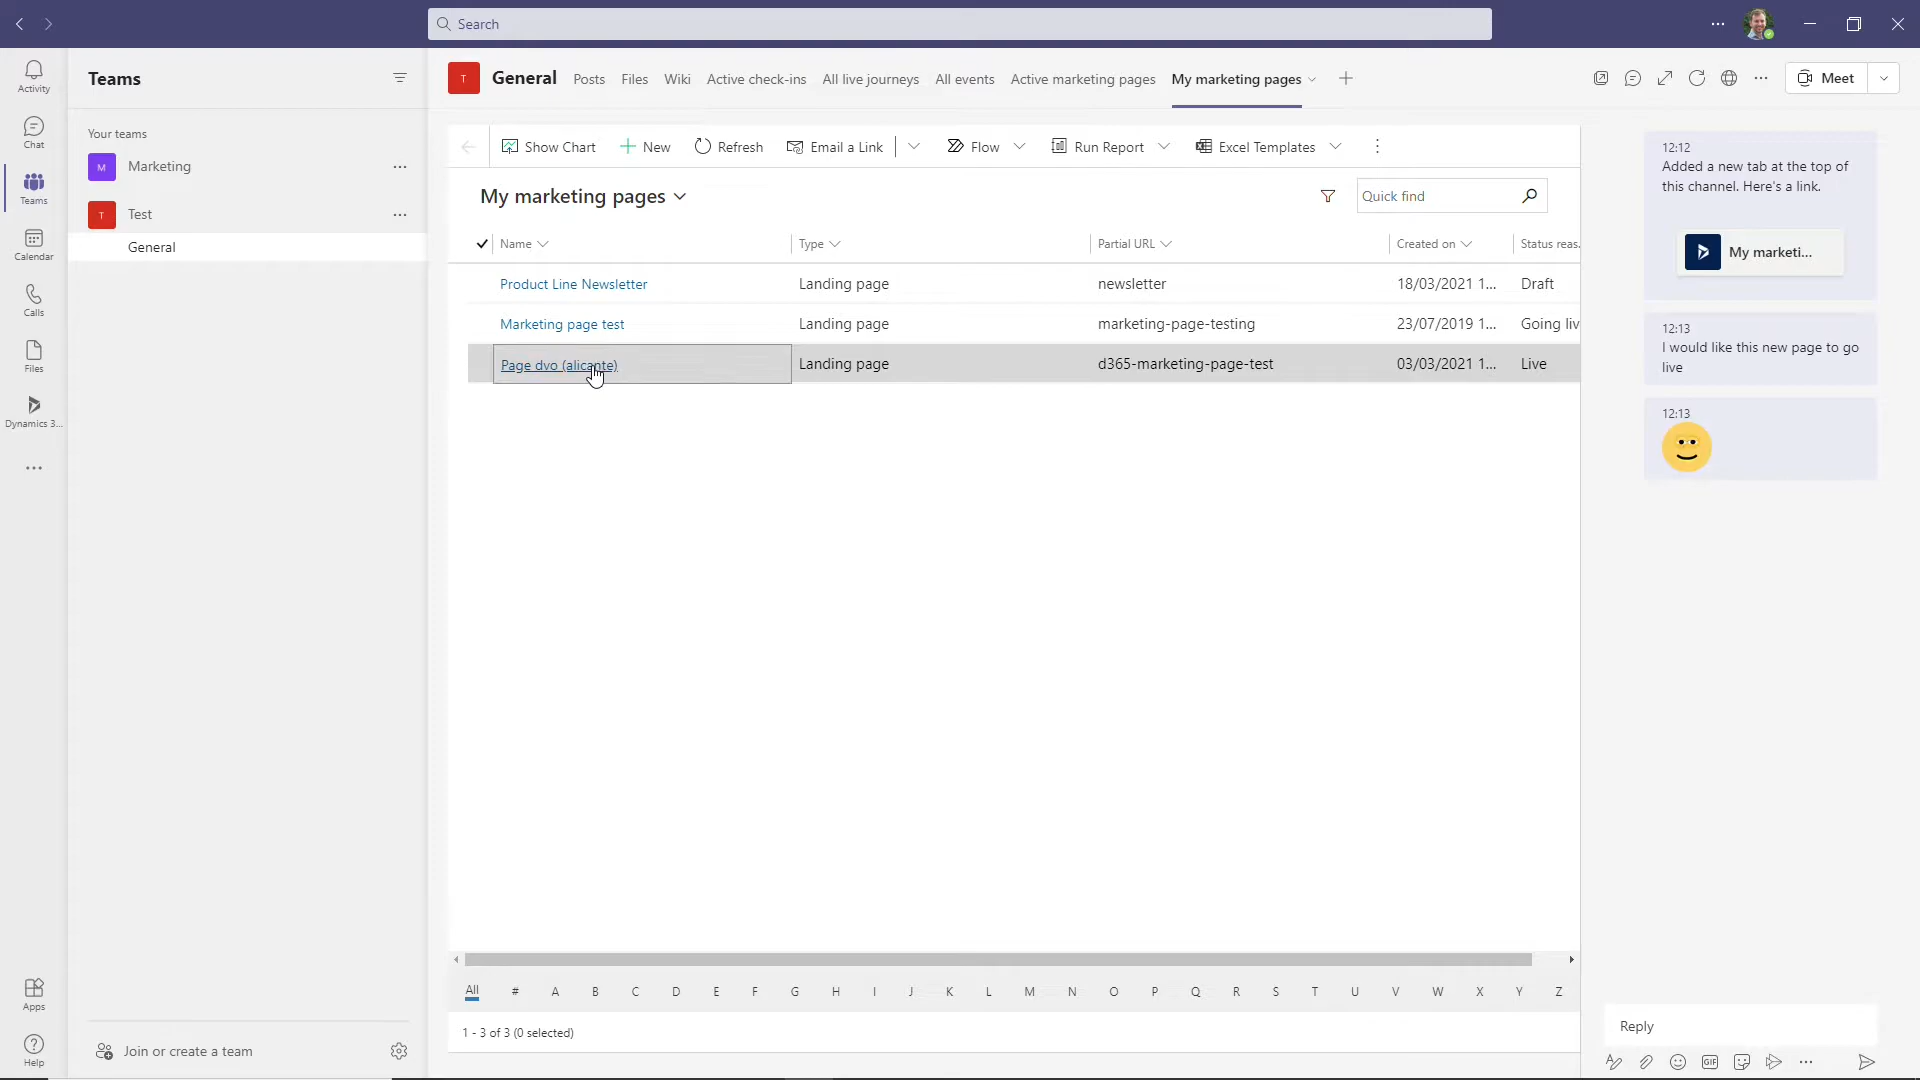 Search
Activity
Chat
Teams
Calendar
Calls
Files
Dynamics 3...
Apps
Help
Teams
Your teams
M Marketing
T Test
General
Join or create a team
T General Posts Files Wiki Active check-ins All live journeys All events Active marketing pages My marketing pages
Meet
Show Chart New Refresh Email a Link Flow Run Report Excel Templates
My marketing pages
Quick find
Name Type Partial URL Created on Status reas...
Product Line Newsletter Landing page newsletter 18/03/2021 1... Draft
Marketing page test Landing page marketing-page-testing 23/07/2019 1... Going liv
Page dvo (alicante) Landing page d365-marketing-page-test 03/03/2021 1... Live
All # A B C D E F G H I J K L M N O P Q R S T U V W X Y Z
1 - 3 of 3 (0 selected)
12:12
Added a new tab at the top of
this channel. Here's a link.
My marketi...
12:13
I would like this new page to go
live
12:13
Reply
GIF